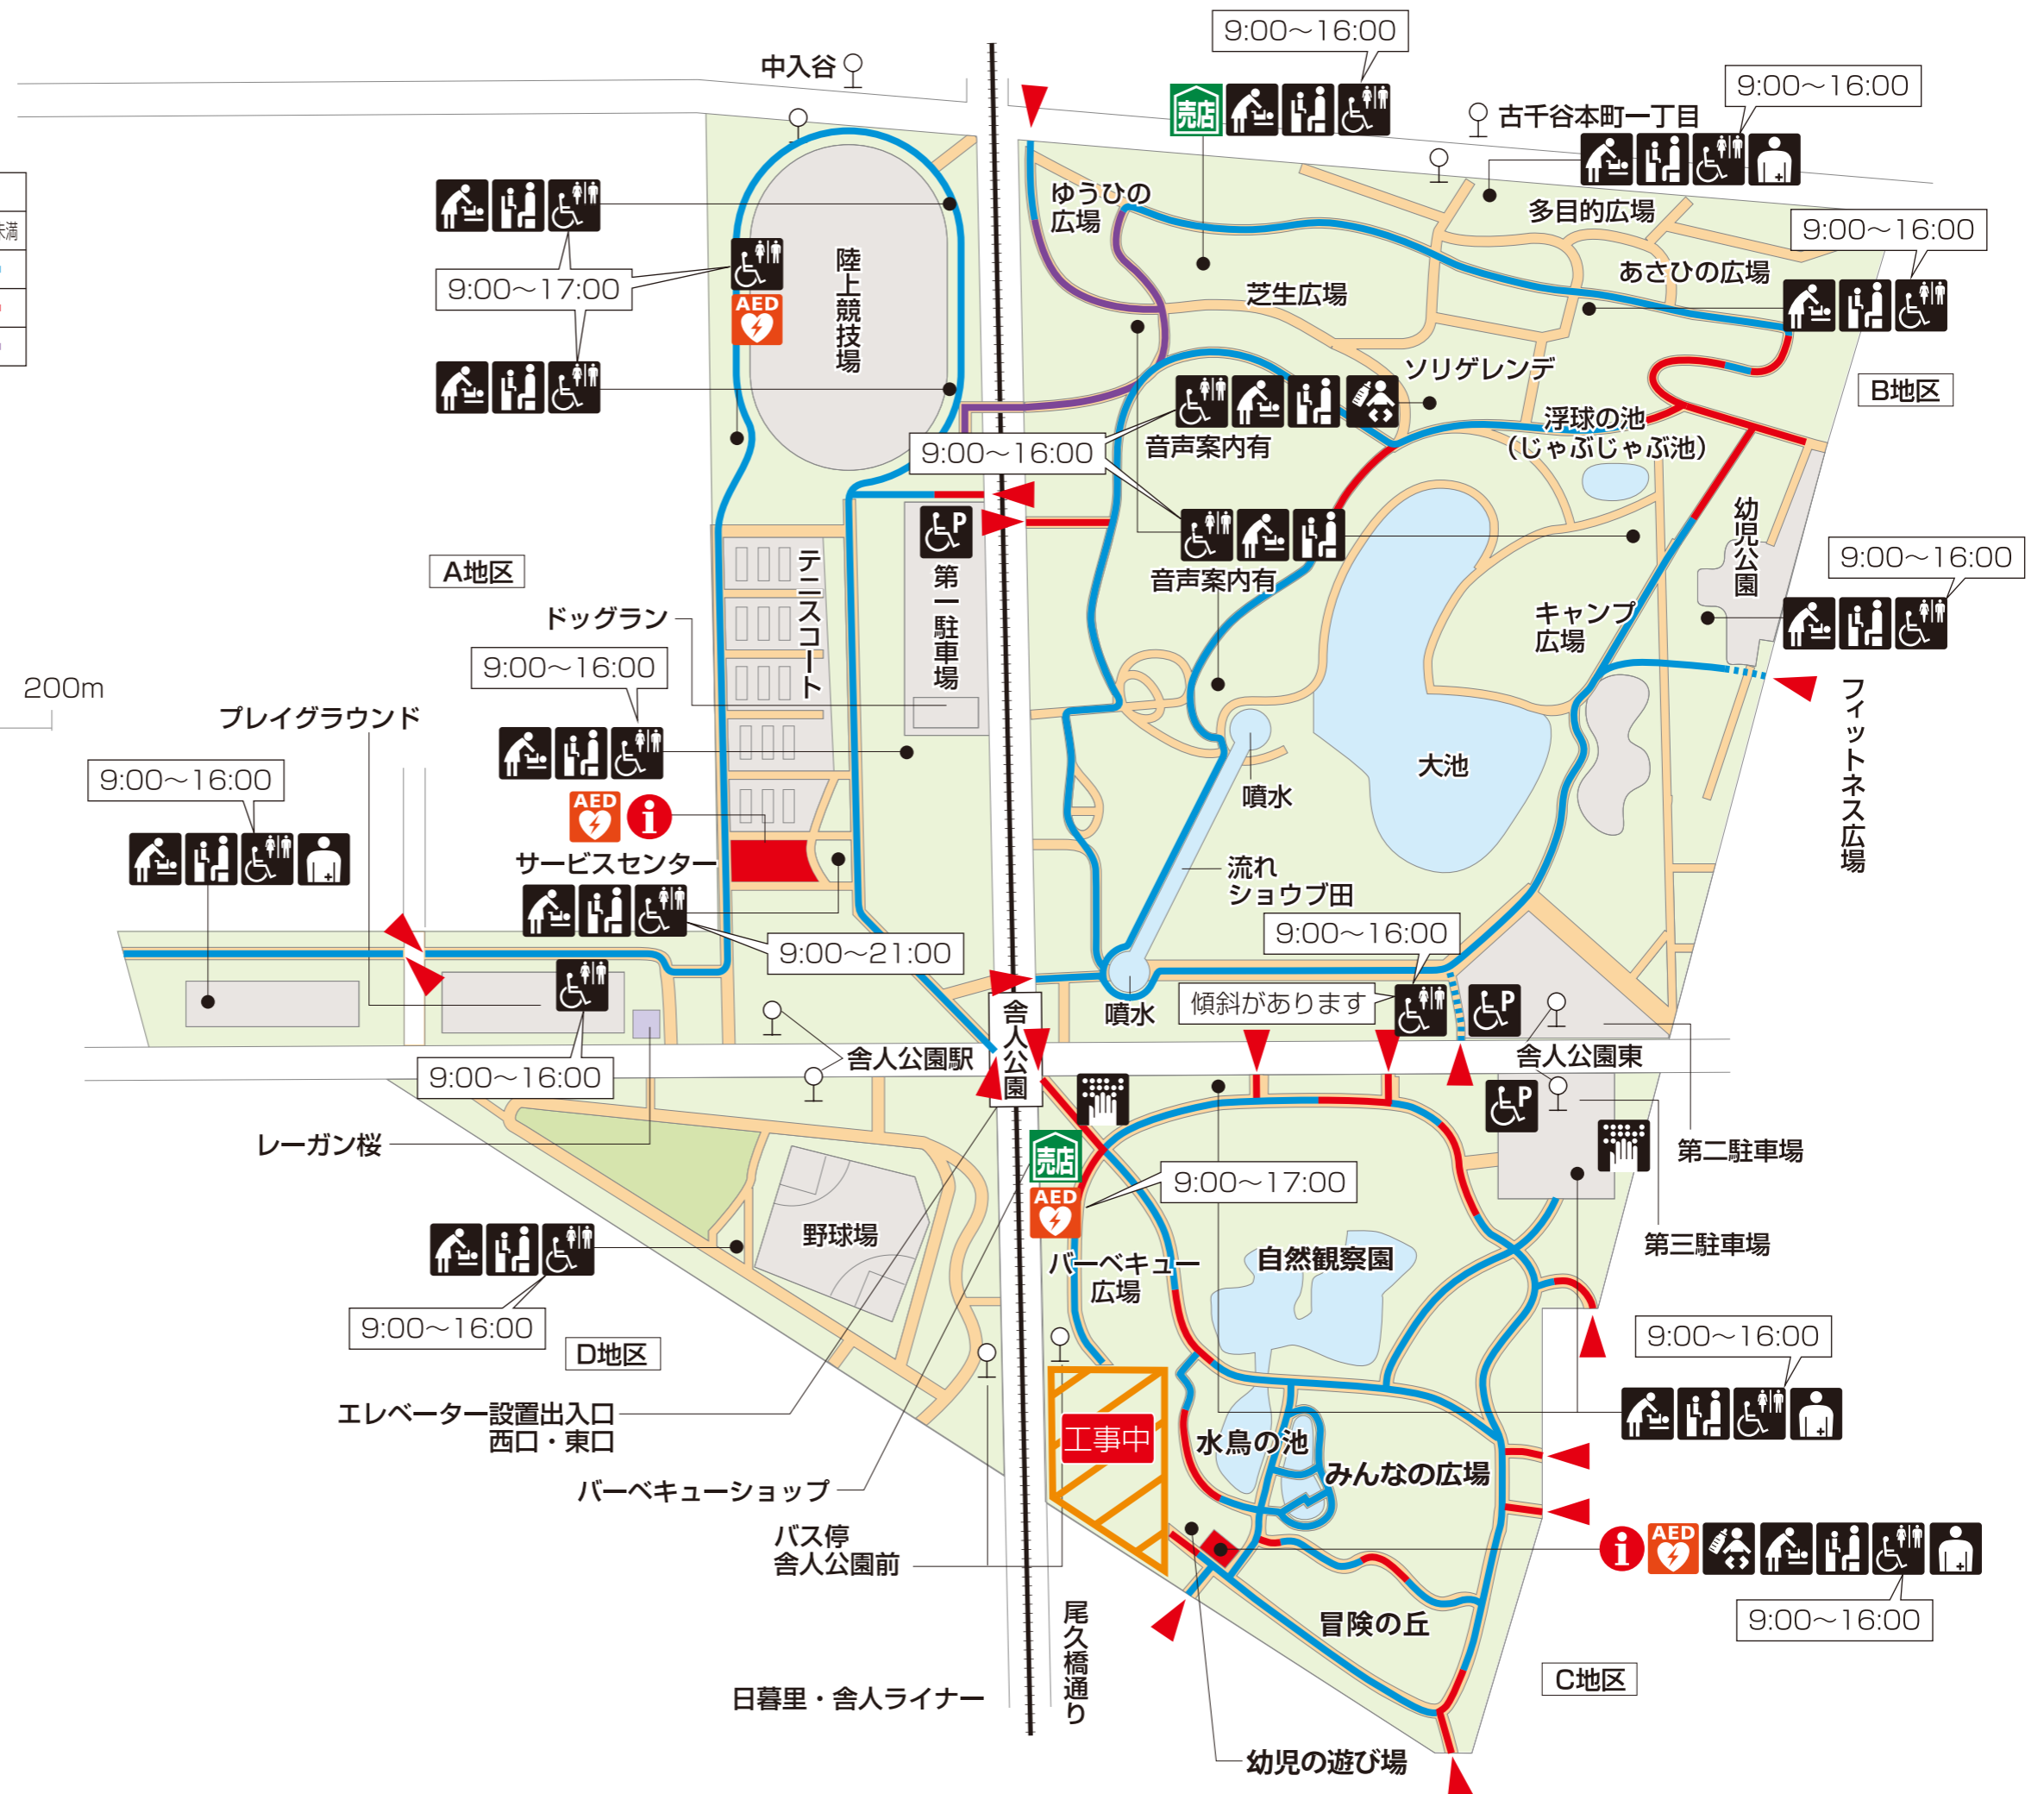 9:00〜16:00
中入谷
売店
9:00〜16:00
古千谷本町一丁目
ゆうひの
広場
多目的広場
9:00〜16:00
あさひの広場
未満
9:00〜17:00
AED
陸上競技場
芝生広場
ソリゲレンデ
B地区
浮球の池
（じゃぶじゃぶ池）
9:00〜16:00
音声案内有
P
幼児公園
9:00〜16:00
A地区
テニスコート
第一駐車場
音声案内有
キャンプ
広場
ドッグラン
9:00〜16:00
200m
プレイグラウンド
フィットネス広場
大池
9:00〜16:00
噴水
AED
i
サービスセンター
流れ
ショウブ田
9:00〜21:00
9:00〜16:00
傾斜があります
P
噴水
舎人公園
舎人公園駅
舎人公園東
9:00〜16:00
P
レーガン桜
売店
第二駐車場
AED
9:00〜17:00
野球場
第三駐車場
バーベキュー
広場
自然観察園
9:00〜16:00
D地区
9:00〜16:00
エレベーター設置出入口
西口・東口
工事中
水鳥の池
みんなの広場
バーベキューショップ
バス停
舎人公園前
i
AED
9:00〜16:00
尾久橋通り
冒険の丘
C地区
日暮里・舎人ライナー
幼児の遊び場